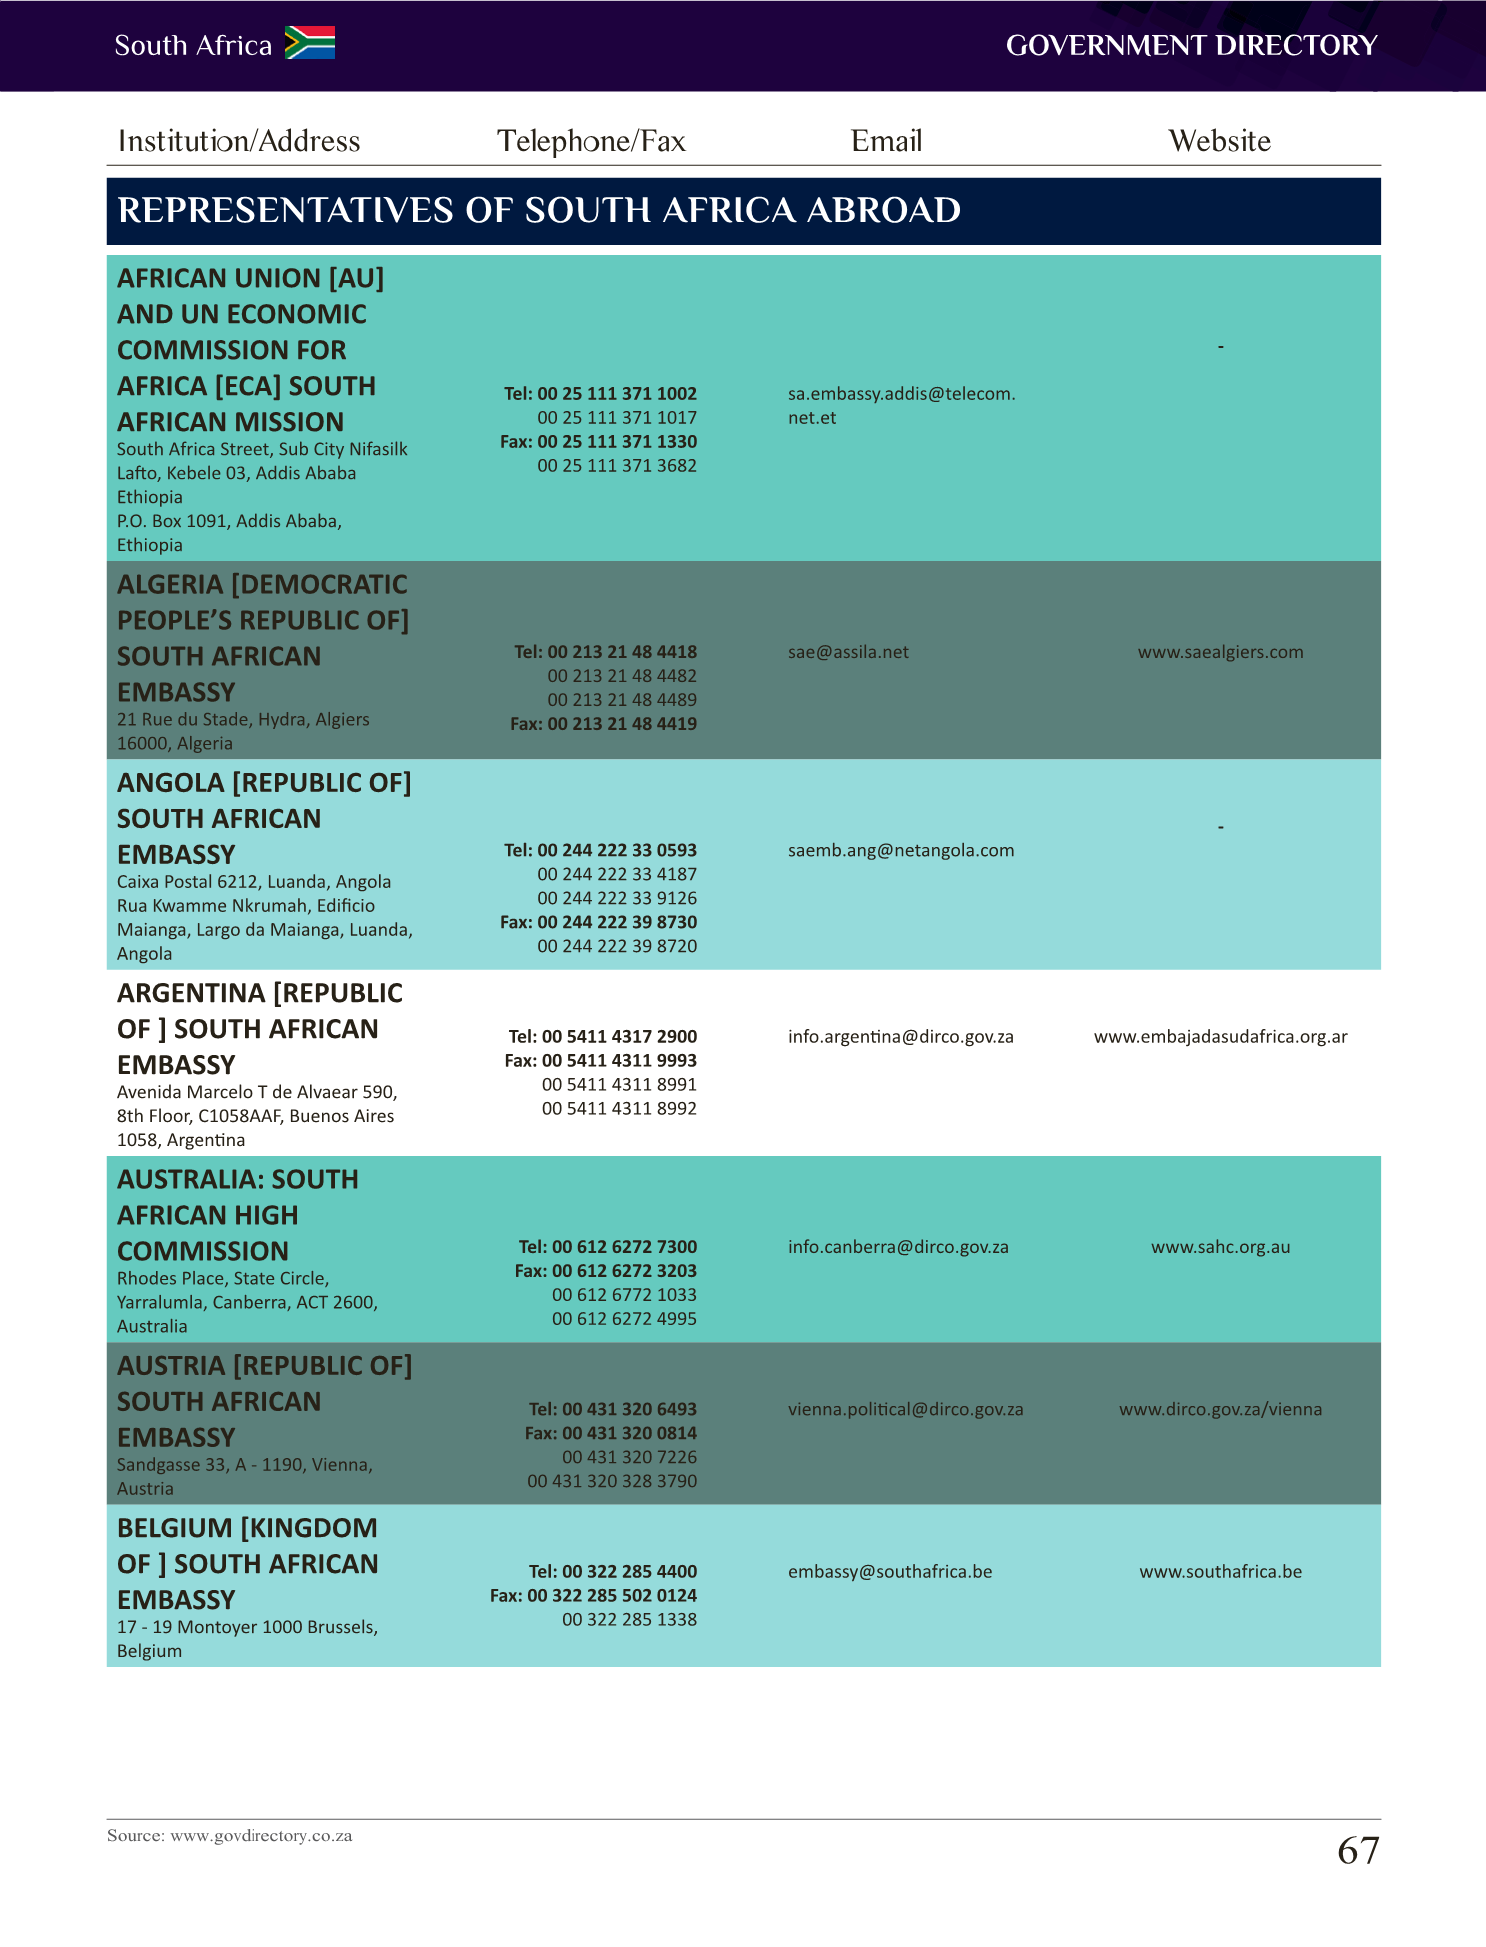 South Africa
GOVERNMENT DIRECTORY
Institution/Address
Telephone/Fax
Email
Website
REPRESENTATIVES OF SOUTH AFRICA ABROAD
AFRICAN UNION [AU]
AND UN ECONOMIC
COMMISSION FOR
AFRICA [ECA] SOUTH
AFRICAN MISSION
South Africa Street, Sub City Nifasilk
Lafto, Kebele 03, Addis Ababa
Ethiopia
P.O. Box 1091, Addis Ababa,
Ethiopia
Tel: 00 25 111 371 1002
00 25 111 371 1017
Fax: 00 25 111 371 1330
00 25 111 371 3682
sa.embassy.addis@telecom.
net.et
-
ALGERIA [DEMOCRATIC
PEOPLE’S REPUBLIC OF]
SOUTH AFRICAN
EMBASSY
21 Rue du Stade, Hydra, Algiers
16000, Algeria
Tel: 00 213 21 48 4418
00 213 21 48 4482
00 213 21 48 4489
Fax: 00 213 21 48 4419
sae@assila.net
www.saealgiers.com
ANGOLA [REPUBLIC OF]
SOUTH AFRICAN
EMBASSY
Caixa Postal 6212, Luanda, Angola
Rua Kwamme Nkrumah, Edificio
Maianga, Largo da Maianga, Luanda,
Angola
Tel: 00 244 222 33 0593
00 244 222 33 4187
00 244 222 33 9126
Fax: 00 244 222 39 8730
00 244 222 39 8720
saemb.ang@netangola.com
-
ARGENTINA [REPUBLIC
OF ] SOUTH AFRICAN
EMBASSY
Avenida Marcelo T de Alvaear 590,
8th Floor, C1058AAF, Buenos Aires
1058, Argentina
Tel: 00 5411 4317 2900
Fax: 00 5411 4311 9993
00 5411 4311 8991
00 5411 4311 8992
info.argentina@dirco.gov.za
www.embajadasudafrica.org.ar
AUSTRALIA: SOUTH
AFRICAN HIGH
COMMISSION
Rhodes Place, State Circle,
Yarralumla, Canberra, ACT 2600,
Australia
Tel: 00 612 6272 7300
Fax: 00 612 6272 3203
00 612 6772 1033
00 612 6272 4995
info.canberra@dirco.gov.za
www.sahc.org.au
AUSTRIA [REPUBLIC OF]
SOUTH AFRICAN
EMBASSY
Sandgasse 33, A - 1190, Vienna,
Austria
Tel: 00 431 320 6493
Fax: 00 431 320 0814
00 431 320 7226
00 431 320 328 3790
vienna.political@dirco.gov.za
www.dirco.gov.za/vienna
BELGIUM [KINGDOM
OF ] SOUTH AFRICAN
EMBASSY
17 - 19 Montoyer 1000 Brussels,
Belgium
Tel: 00 322 285 4400
Fax: 00 322 285 502 0124
00 322 285 1338
embassy@southafrica.be
www.southafrica.be
Source: www.govdirectory.co.za
67